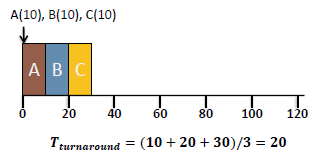 A(10), B(10), C(10)
A B C
0 20 40 60 80 100 120
T_turnaround = (10 + 20 + 30)/3 = 20